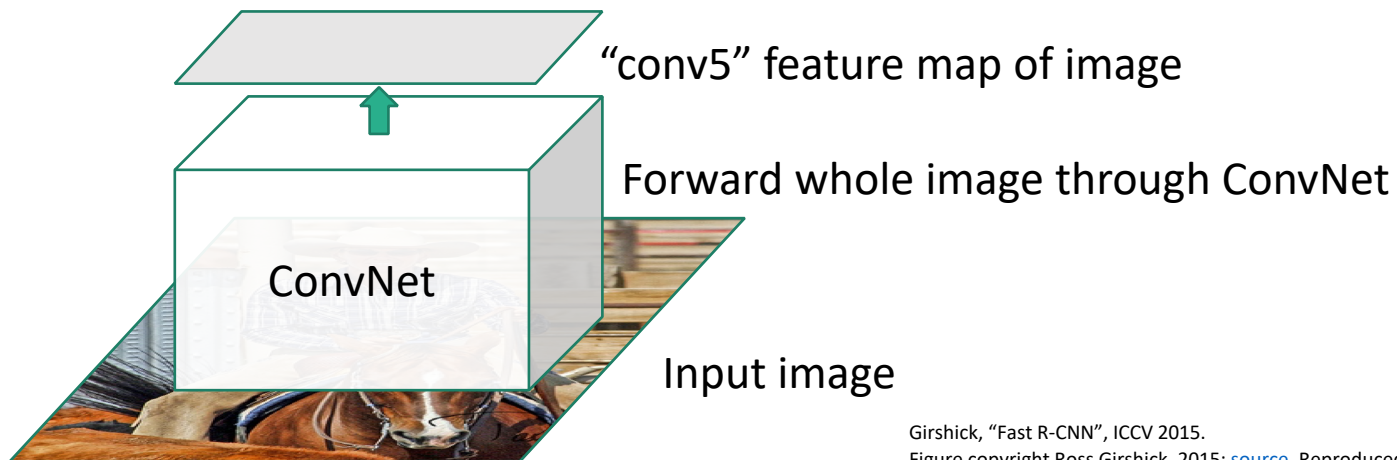 “conv5” feature map of image
Forward whole image through ConvNet
ConvNet
Input image
Girshick, “Fast R-CNN”, ICCV 2015.
Figure copyright Ross Girshick, 2015; source. Reproduced